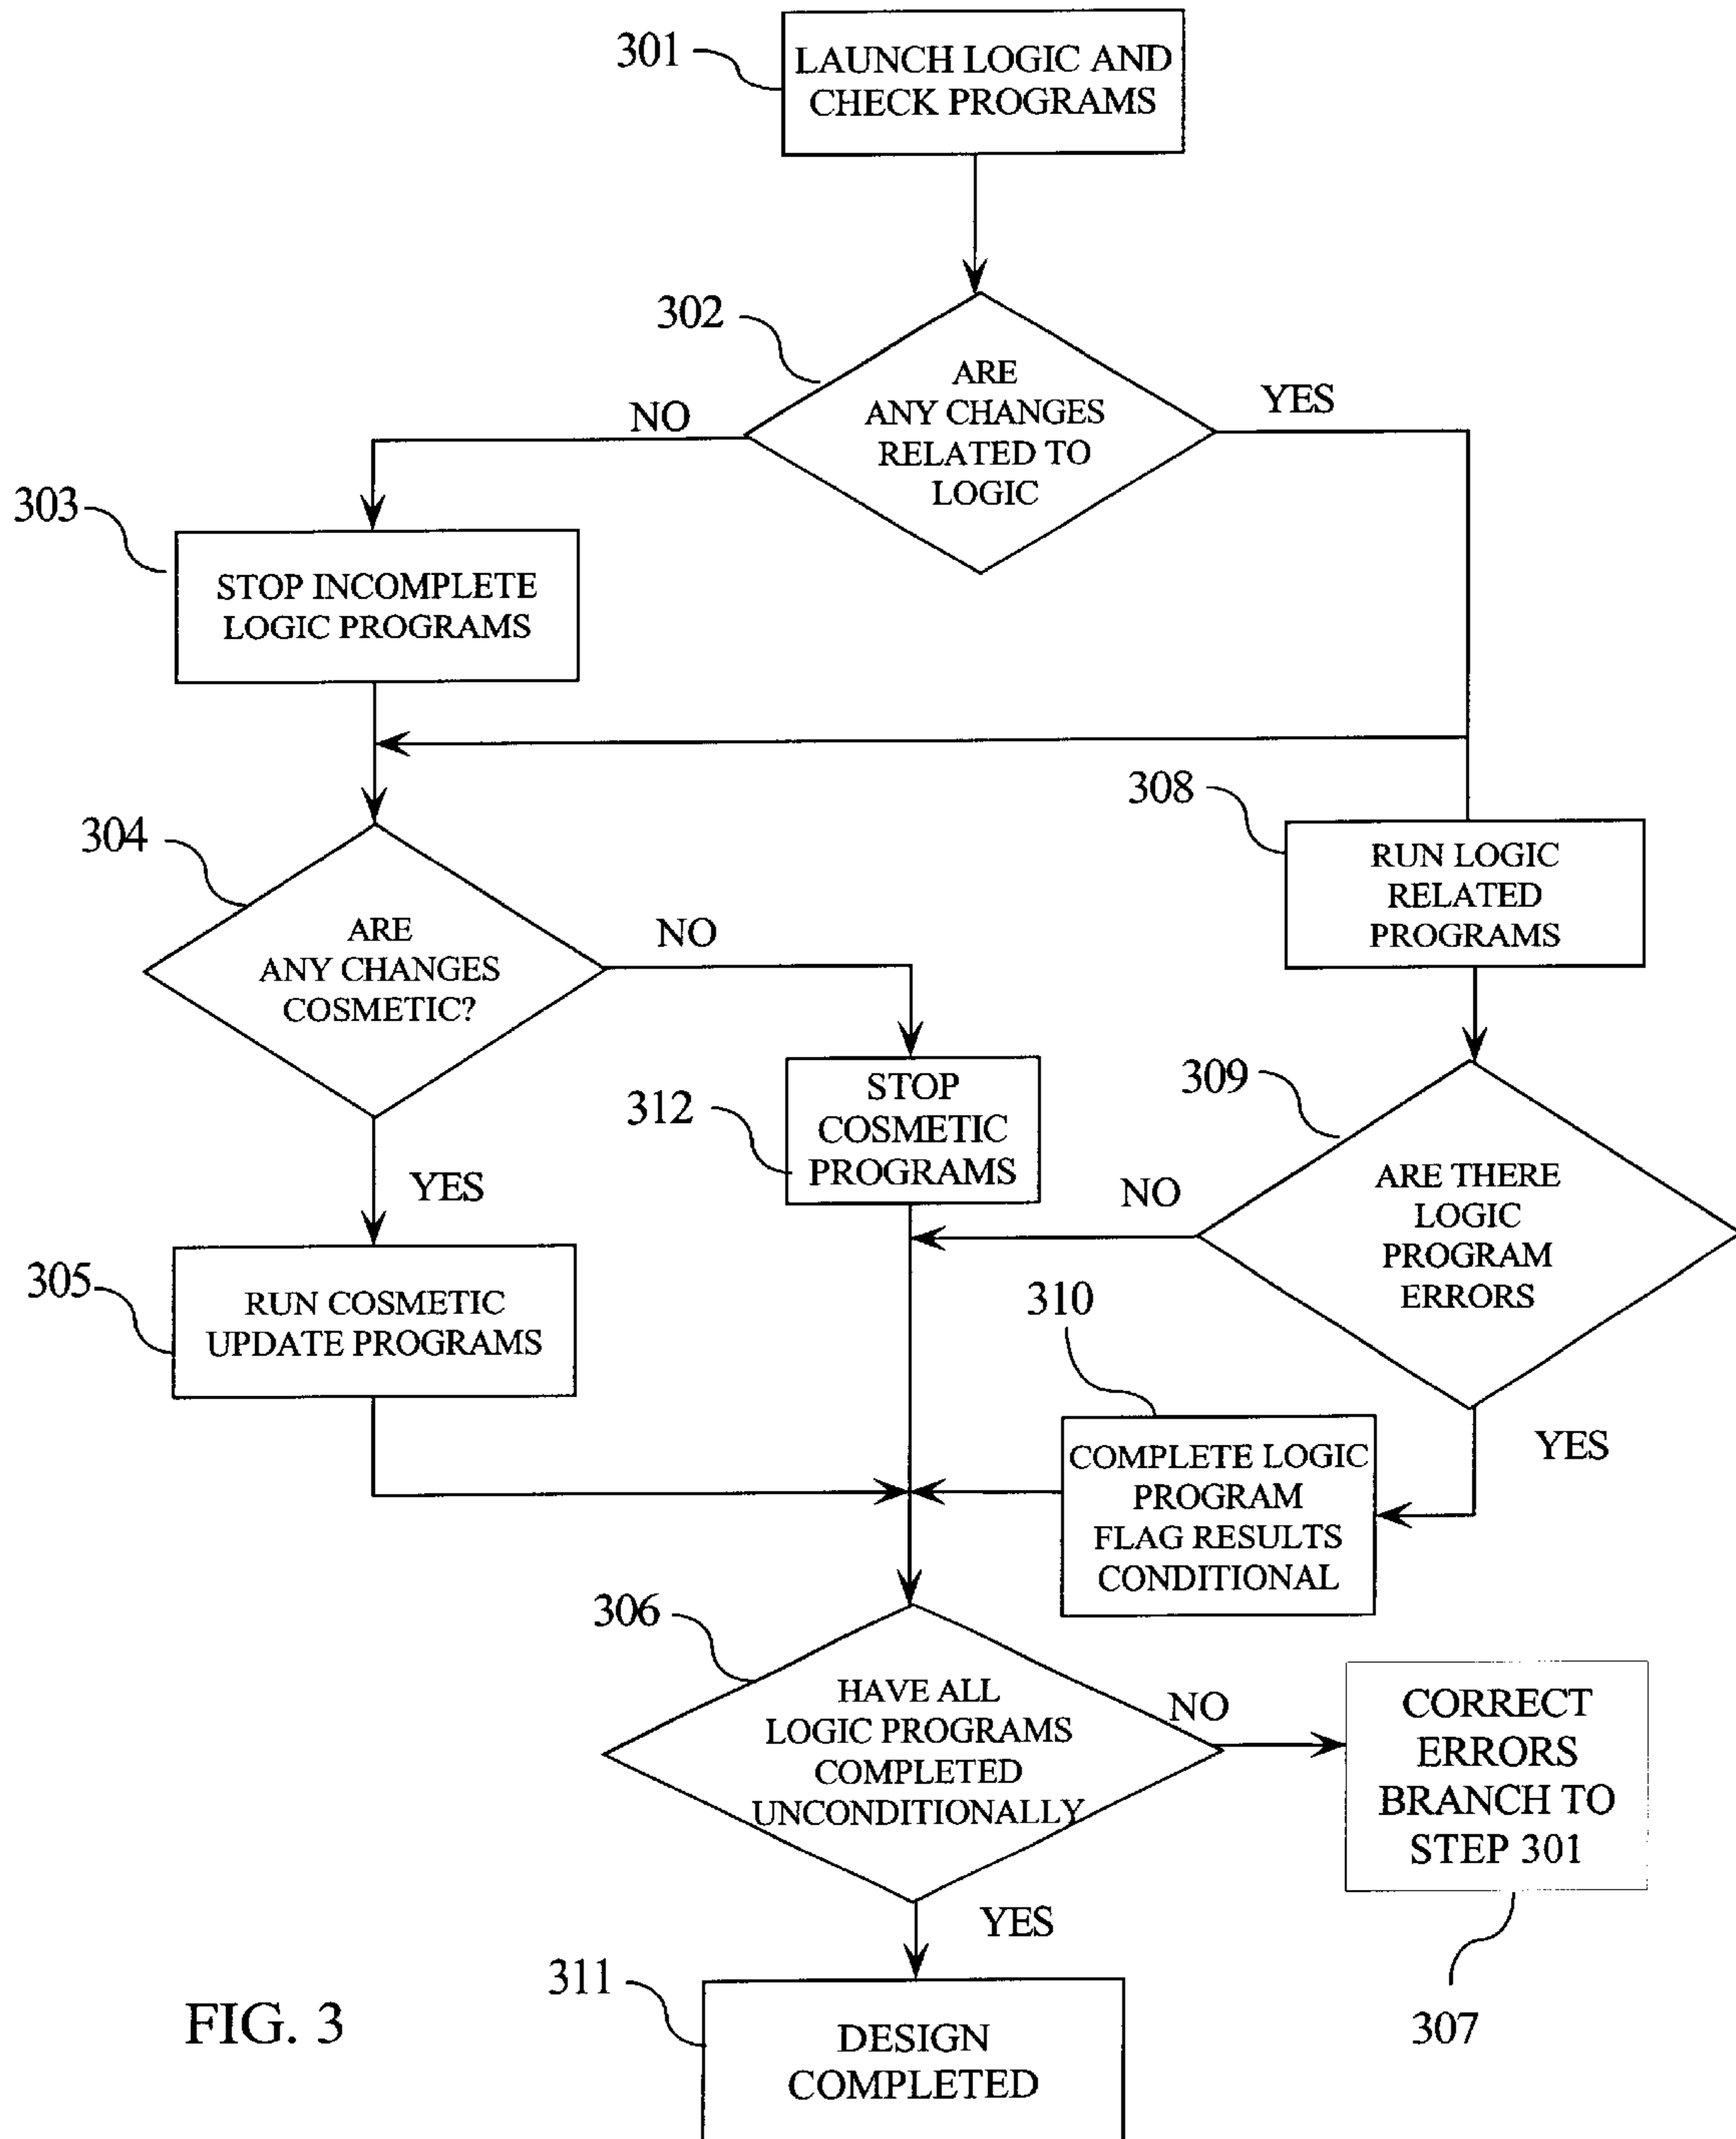 301
LAUNCH LOGIC AND
CHECK PROGRAMS
302
ARE
ANY CHANGES
RELATED TO
LOGIC
NO
YES
303
STOP INCOMPLETE
LOGIC PROGRAMS
304
ARE
ANY CHANGES
COSMETIC?
NO
YES
308
RUN LOGIC
RELATED
PROGRAMS
312
STOP
COSMETIC
PROGRAMS
309
ARE THERE
LOGIC
PROGRAM
ERRORS
NO
YES
305
RUN COSMETIC
UPDATE PROGRAMS
310
COMPLETE LOGIC
PROGRAM
FLAG RESULTS
CONDITIONAL
306
HAVE ALL
LOGIC PROGRAMS
COMPLETED
UNCONDITIONALLY
NO
YES
CORRECT
ERRORS
BRANCH TO
STEP 301
307
311
DESIGN
COMPLETED
FIG. 3